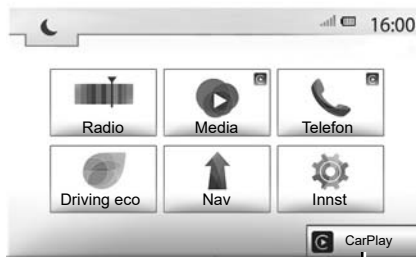 16:00
Radio
Media
Telefon
Driving eco
Nav
Innst
CarPlay